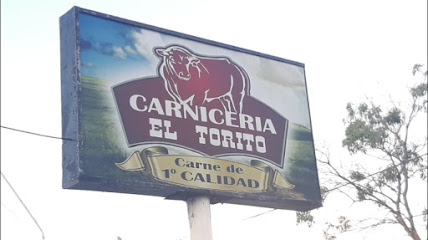 CARNICERIA
EL TORITO
Carne de
1º CALIDAD